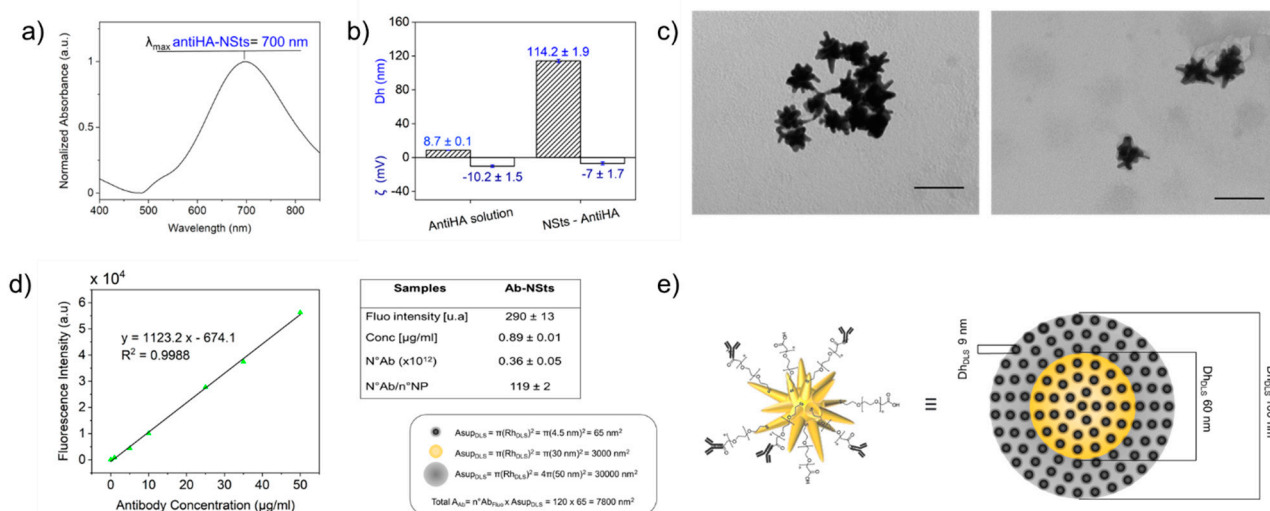 a)
λmax antiHA-NSts= 700 nm
Normalized Absorbance (a.u.)
1
0.5
0
400 500 600 700 800
Wavelength (nm)
b)
Dh (nm)
ζ (mV)
160
120
80
40
0
-40
8.7 ± 0.1
-10.2 ± 1.5
114.2 ± 1.9
-7 ± 1.7
AntiHA solution
NSts - AntiHA
c)
d)
x 10⁴
Fluorescence Intensity (a.u)
6
5
4
3
2
1
0
y = 1123.2 x - 674.1
R² = 0.9988
0 10 20 30 40 50
Antibody Concentration (µg/ml)
Samples Ab-NSts
Fluo intensity [u.a] 290 ± 13
Conc [µg/ml] 0.89 ± 0.01
N°Ab (x10¹²) 0.36 ± 0.05
N°Ab/n°NP 119 ± 2
AsupDLS = π(RhDLS)² = π(4.5 nm)² = 65 nm²
AsupDLS = π(RhDLS)² = π(30 nm)² = 3000 nm²
AsupDLS= π(RhDLS)² = 4π(50 nm)² = 30000 nm²
Total AAb = n°AbFluo x AsupDLS = 120 x 65 = 7800 nm²
e)
≡
DhDLS 9 nm
DhDLS 60 nm